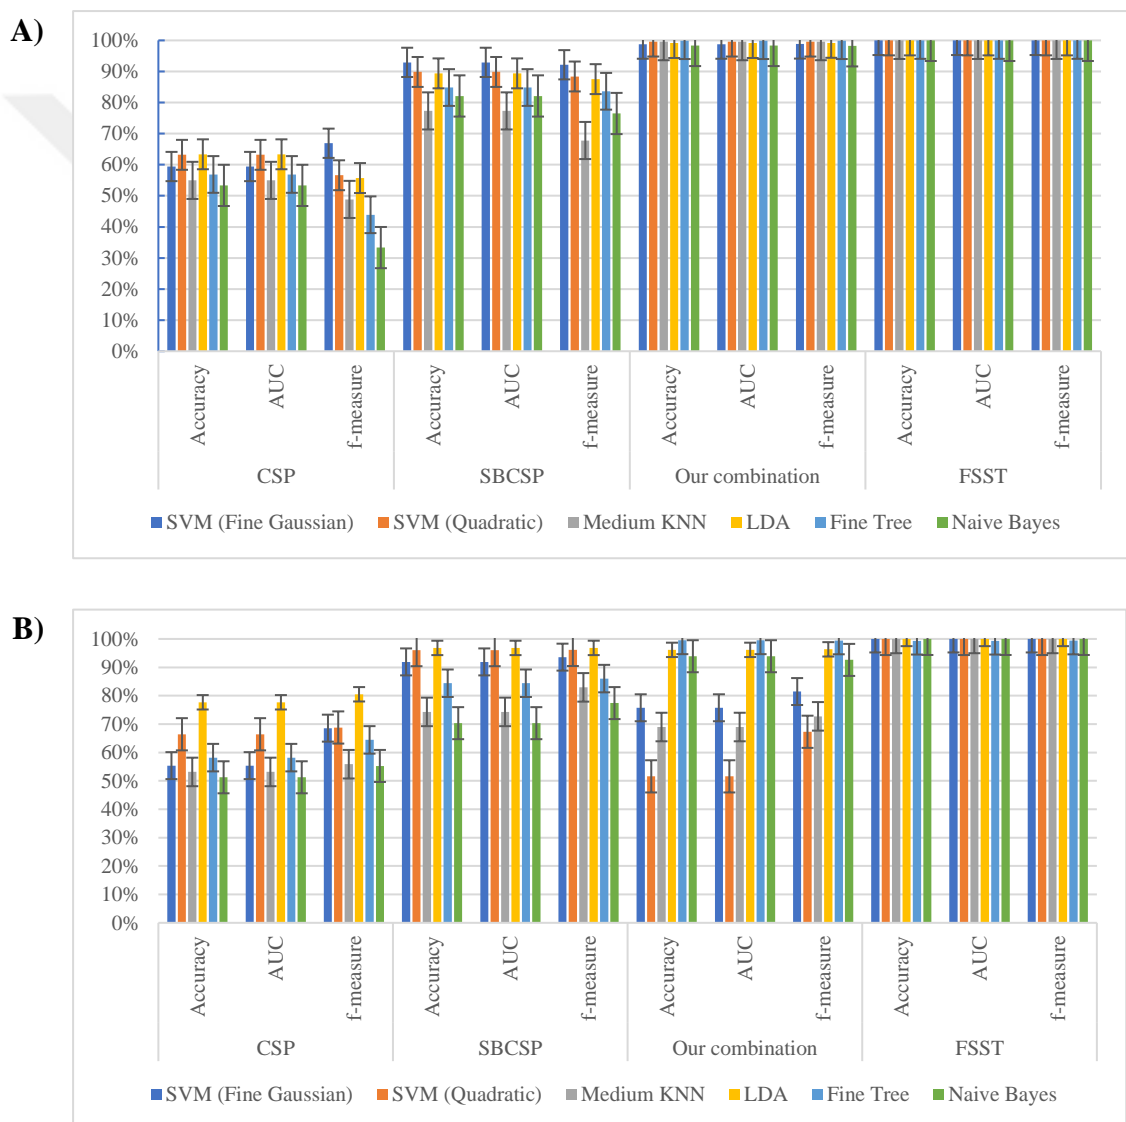 A)
100%
90%
80%
70%
60%
50%
40%
30%
20%
10%
0%
Accuracy AUC f-measure Accuracy AUC f-measure Accuracy AUC f-measure Accuracy AUC f-measure
CSP SBCSP Our combination FSST
SVM (Fine Gaussian) SVM (Quadratic) Medium KNN LDA Fine Tree Naive Bayes
B)
100%
90%
80%
70%
60%
50%
40%
30%
20%
10%
0%
Accuracy AUC f-measure Accuracy AUC f-measure Accuracy AUC f-measure Accuracy AUC f-measure
CSP SBCSP Our combination FSST
SVM (Fine Gaussian) SVM (Quadratic) Medium KNN LDA Fine Tree Naive Bayes